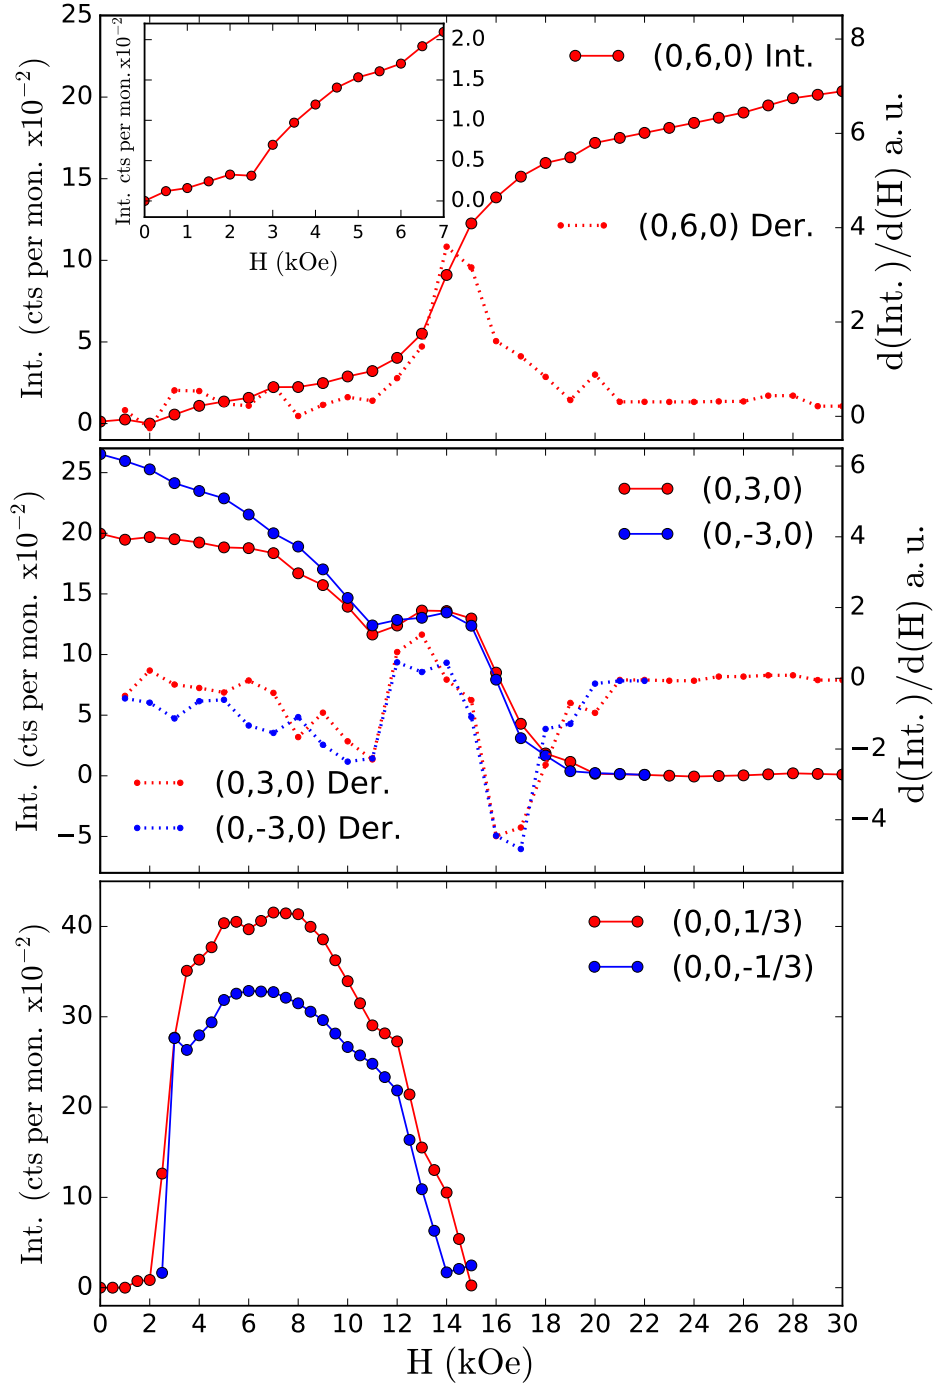 25
20
15
10
5
0
Int. (cts per mon. x10⁻²)
8
6
4
2
0
d(Int.)/d(H) a.u.
(0,6,0) Int.
(0,6,0) Der.
Int. cts per mon. x10⁻²
2.0
1.5
1.0
0.5
0.0
0 1 2 3 4 5 6 7
H (kOe)
25
20
15
10
5
0
−5
Int. (cts per mon. x10⁻²)
6
4
2
0
−2
−4
d(Int.)/d(H) a.u.
(0,3,0)
(0,-3,0)
(0,3,0) Der.
(0,-3,0) Der.
40
30
20
10
0
Int. (cts per mon. x10⁻²)
(0,0,1/3)
(0,0,-1/3)
0 2 4 6 8 10 12 14 16 18 20 22 24 26 28 30
H (kOe)